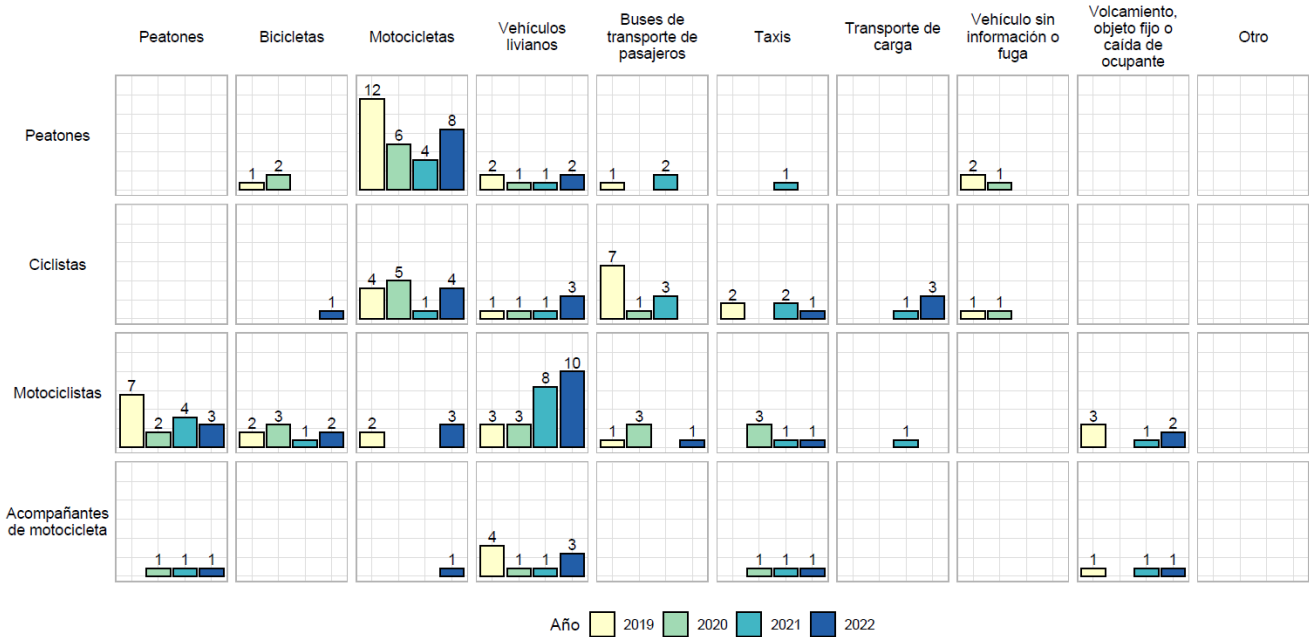 Peatones Bicicletas Motocicletas Vehículos livianos Buses de transporte de pasajeros Taxis Transporte de carga Vehículo sin información o fuga Volcamiento, objeto fijo o caída de ocupante Otro
Peatones
1 2
12 6 4 8
2 1 1 2
1 2
1
2 1
Ciclistas
1
4 5 1 4
1 1 1 3
7 1 3
2 2 1
1 3
1 1
Motociclistas
7 2 4 3
2 3 1 2
2 3
3 3 8 10
1 3 1
3 1 1
1
3 1 2
Acompañantes
de motocicleta
1 1 1
1
4 1 1 3
1 1 1
1 1 1
Año 2019 2020 2021 2022